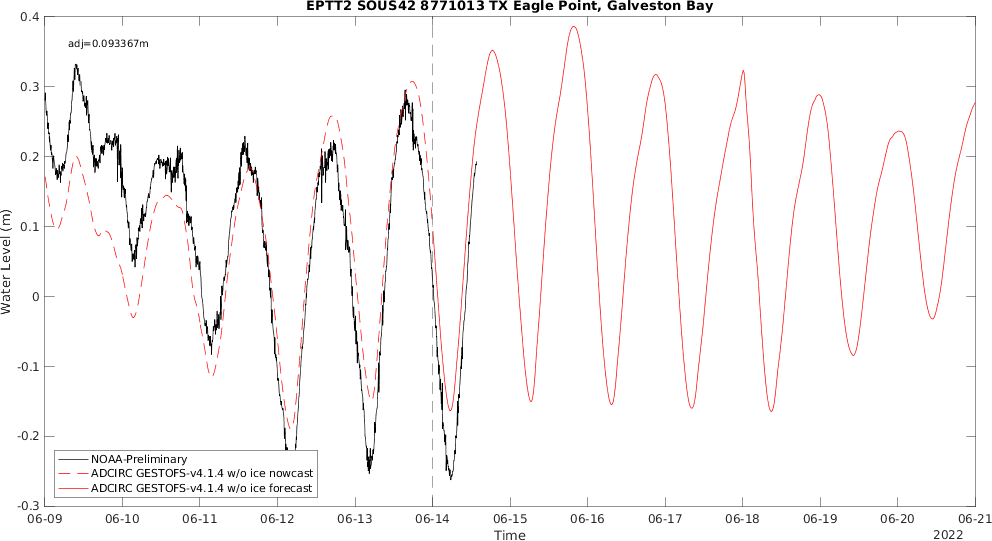 EPTT2 SOUS42 8771013 TX Eagle Point, Galveston Bay
adj=0.093367m
Water Level (m)
0.4
0.3
0.2
0.1
0
-0.1
-0.2
-0.3
NOAA-Preliminary
ADCIRC GESTOFS-v4.1.4 w/o ice nowcast
ADCIRC GESTOFS-v4.1.4 w/o ice forecast
06-09 06-10 06-11 06-12 06-13 06-14 06-15 06-16 06-17 06-18 06-19 06-20 06-21
Time
2022